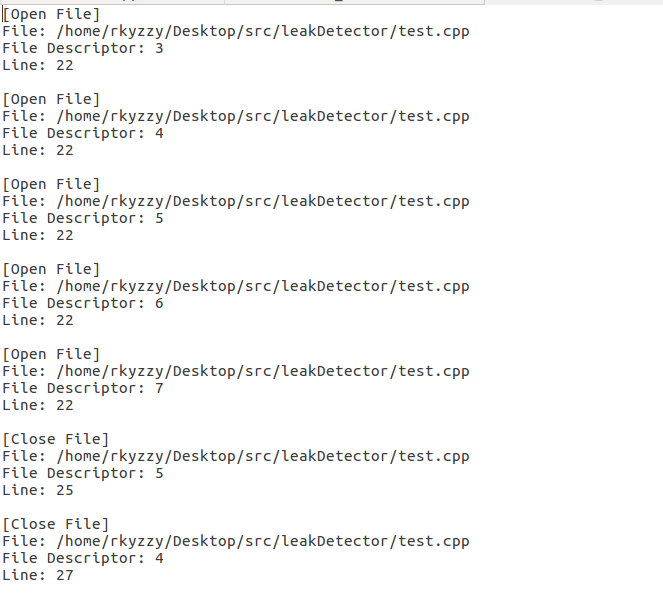 [Open File]
File: /home/rkyzzy/Desktop/src/leakDetector/test.cpp
File Descriptor: 3
Line: 22

[Open File]
File: /home/rkyzzy/Desktop/src/leakDetector/test.cpp
File Descriptor: 4
Line: 22

[Open File]
File: /home/rkyzzy/Desktop/src/leakDetector/test.cpp
File Descriptor: 5
Line: 22

[Open File]
File: /home/rkyzzy/Desktop/src/leakDetector/test.cpp
File Descriptor: 6
Line: 22

[Open File]
File: /home/rkyzzy/Desktop/src/leakDetector/test.cpp
File Descriptor: 7
Line: 22

[Close File]
File: /home/rkyzzy/Desktop/src/leakDetector/test.cpp
File Descriptor: 5
Line: 25

[Close File]
File: /home/rkyzzy/Desktop/src/leakDetector/test.cpp
File Descriptor: 4
Line: 27